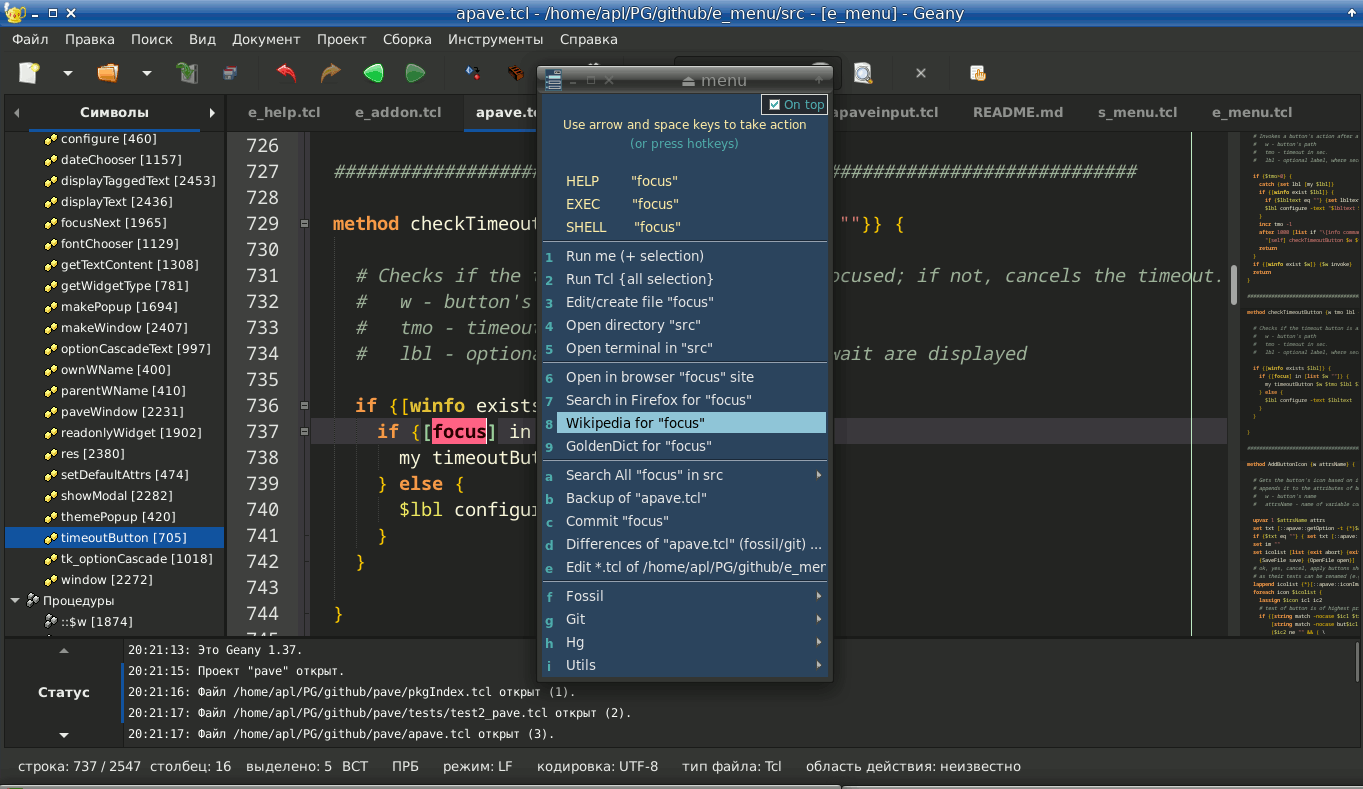 apave.tcl - /home/apl/PG/github/e_menu/src - [e_menu] - Geany
Файл Правка Поиск Вид Документ Проект Сборка Инструменты Справка
Символы
configure [460]
dateChooser [1157]
displayTaggedText [2453]
displayText [2436]
focusNext [1965]
fontChooser [1129]
getTextContent [1308]
getWidgetType [781]
makePopup [1694]
makeWindow [2407]
optionCascadeText [997]
ownWName [400]
parentWName [410]
paveWindow [2231]
readonlyWidget [1902]
res [2380]
setDefaultAttrs [474]
showModal [2282]
themePopup [420]
timeoutButton [705]
tk_optionCascade [1018]
window [2272]
Процедуры
::$w [1874]
e_help.tcl e_addon.tcl apave.t apaveinput.tcl README.md s_menu.tcl e_menu.tcl
726
727 ########################################################################
728
729 method checkTimeout ""}} {
730
731 # Checks if the ocused; if not, cancels the timeout.
732 # w - button's
733 # tmo - timeout
734 # lbl - optiona wait are displayed
735
736 if {[winfo exists
737 if {[focus] in
738 my timeoutBut
739 } else {
740 $lbl configu
741 }
742 }
743
744 }
menu
On top
Use arrow and space keys to take action
(or press hotkeys)
HELP "focus"
EXEC "focus"
SHELL "focus"
1 Run me (+ selection)
2 Run Tcl {all selection}
3 Edit/create file "focus"
4 Open directory "src"
5 Open terminal in "src"
6 Open in browser "focus" site
7 Search in Firefox for "focus"
8 Wikipedia for "focus"
9 GoldenDict for "focus"
a Search All "focus" in src
b Backup of "apave.tcl"
c Commit "focus"
d Differences of "apave.tcl" (fossil/git) ...
e Edit *.tcl of /home/apl/PG/github/e_mer
f Fossil
g Git
h Hg
i Utils
Статус
20:21:13: Это Geany 1.37.
20:21:15: Проект "pave" открыт.
20:21:16: Файл /home/apl/PG/github/pave/pkgIndex.tcl открыт (1).
20:21:17: Файл /home/apl/PG/github/pave/tests/test2_pave.tcl открыт (2).
20:21:17: Файл /home/apl/PG/github/pave/apave.tcl открыт (3).
строка: 737 / 2547 столбец: 16 выделено: 5 ВСТ ПРБ режим: LF кодировка: UTF-8 тип файла: Tcl область действия: неизвестно